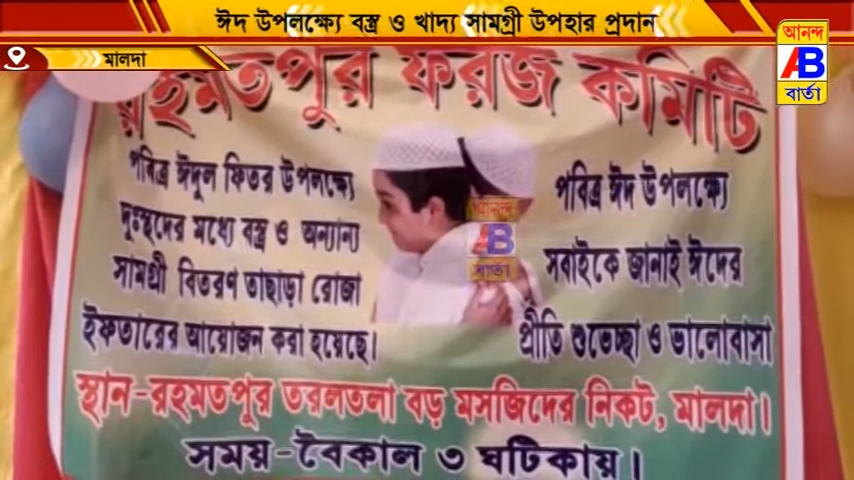 ঈদ উপলক্ষ্যে বস্ত্র ও খাদ্য সামগ্রী উপহার প্রদান
মালদা
আনন্দ
AB
বার্তা
রহমতপুর ফরজ কমিটি
পবিত্র ঈদুল ফিতর উপলক্ষ্যে
দুঃস্থদের মধ্যে বস্ত্র ও অন্যান্য
সামগ্রী বিতরণ তাছাড়া রোজা
ইফতারের আয়োজন করা হয়েছে।
পবিত্র ঈদ উপলক্ষ্যে
সবাইকে জানাই ঈদের
প্রীতি শুভেচ্ছা ও ভালোবাসা
আনন্দ
AB
বার্তা
স্থান-রহমতপুর তরলতলা বড় মসজিদের নিকট, মালদা।
সময়-বৈকাল ৩ ঘটিকায়।